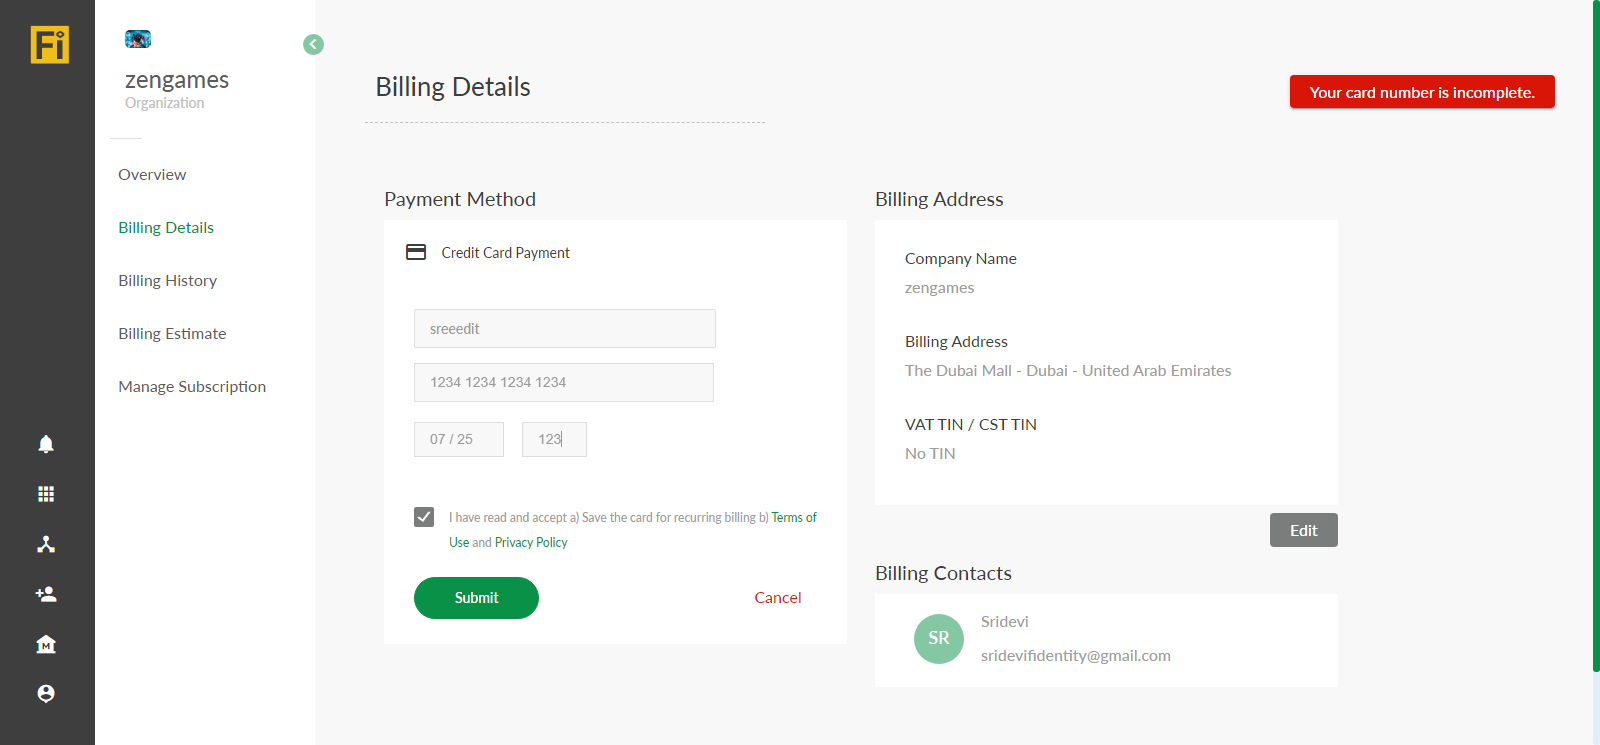 Fi
zengames
Organization
Overview
Billing Details
Billing History
Billing Estimate
Manage Subscription
M
Billing Details
Your card number is incomplete.
Payment Method
Credit Card Payment
sreeedit
1234 1234 1234 1234
07 / 25
123
I have read and accept a) Save the card for recurring billing b) Terms of
Use and Privacy Policy
Submit
Cancel
Billing Address
Company Name
zengames
Billing Address
The Dubai Mall - Dubai - United Arab Emirates
VAT TIN / CST TIN
No TIN
Edit
Billing Contacts
SR
Sridevi
sridevifidentity@gmail.com